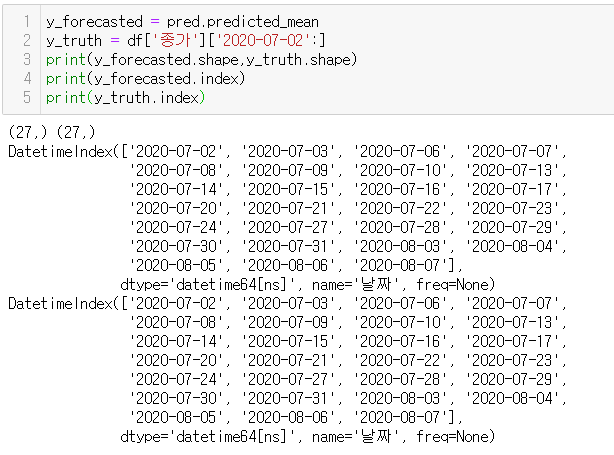 1 y_forecasted = pred.predicted_mean
2 y_truth = df['종가']['2020-07-02':]
3 print(y_forecasted.shape,y_truth.shape)
4 print(y_forecasted.index)
5 print(y_truth.index)
(27,) (27,)
DatetimeIndex(['2020-07-02', '2020-07-03', '2020-07-06', '2020-07-07',
'2020-07-08', '2020-07-09', '2020-07-10', '2020-07-13',
'2020-07-14', '2020-07-15', '2020-07-16', '2020-07-17',
'2020-07-20', '2020-07-21', '2020-07-22', '2020-07-23',
'2020-07-24', '2020-07-27', '2020-07-28', '2020-07-29',
'2020-07-30', '2020-07-31', '2020-08-03', '2020-08-04',
'2020-08-05', '2020-08-06', '2020-08-07'],
dtype='datetime64[ns]', name='날짜', freq=None)
DatetimeIndex(['2020-07-02', '2020-07-03', '2020-07-06', '2020-07-07',
'2020-07-08', '2020-07-09', '2020-07-10', '2020-07-13',
'2020-07-14', '2020-07-15', '2020-07-16', '2020-07-17',
'2020-07-20', '2020-07-21', '2020-07-22', '2020-07-23',
'2020-07-24', '2020-07-27', '2020-07-28', '2020-07-29',
'2020-07-30', '2020-07-31', '2020-08-03', '2020-08-04',
'2020-08-05', '2020-08-06', '2020-08-07'],
dtype='datetime64[ns]', name='날짜', freq=None)